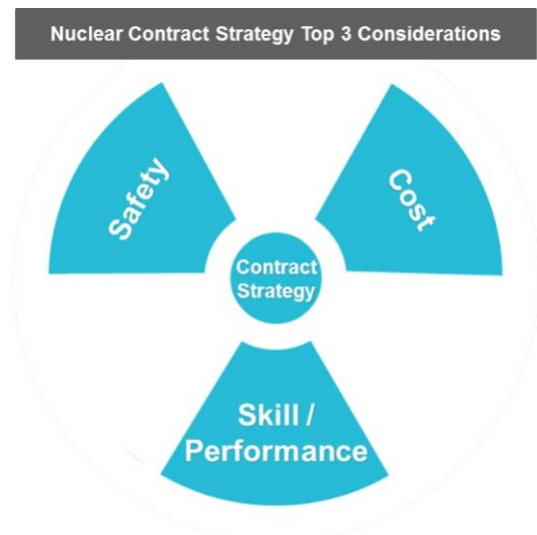 Nuclear Contract Strategy Top 3 Considerations
Safety
Cost
Contract
Strategy
Skill /
Performance